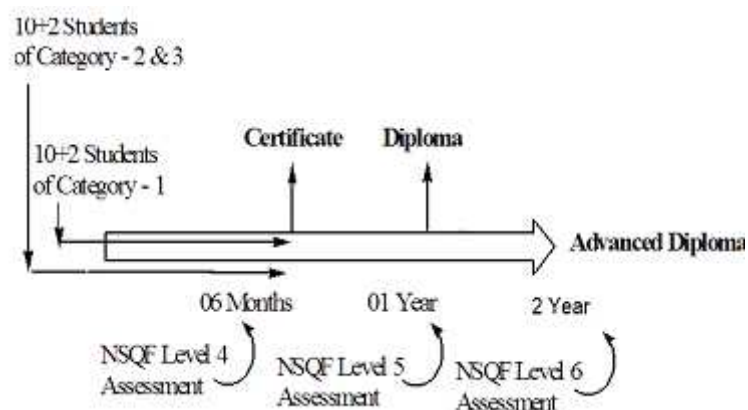 10+2 Students
of Category - 2 & 3
10+2 Students
of Category - 1
Certificate
Diploma
Advanced Diploma
06 Months
01 Year
2 Year
NSQF Level 4
Assessment
NSQF Level 5
Assessment
NSQF Level 6
Assessment